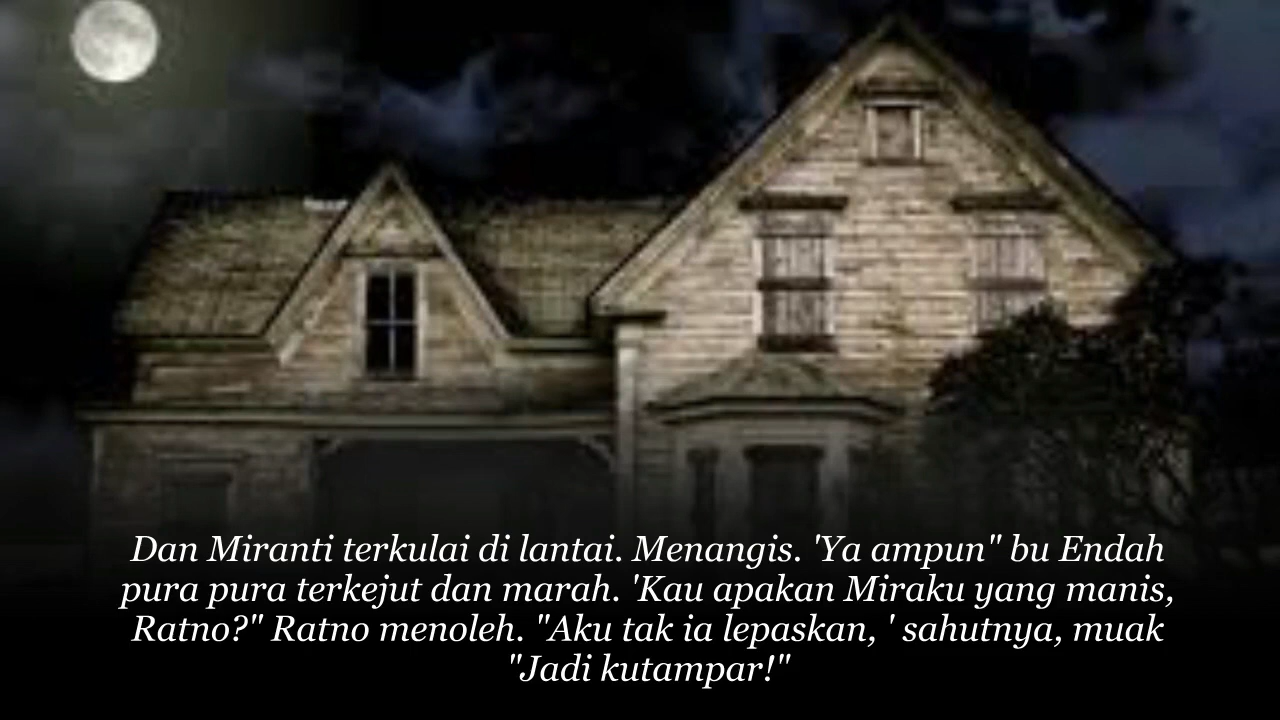 Dan Miranti terkulai di lantai. Menangis. 'Ya ampun" bu Endah
pura pura terkejut dan marah. 'Kau apakan Miraku yang manis,
Ratno?" Ratno menoleh. "Aku tak ia lepaskan, ' sahutnya, muak
"Jadi kutampar!"